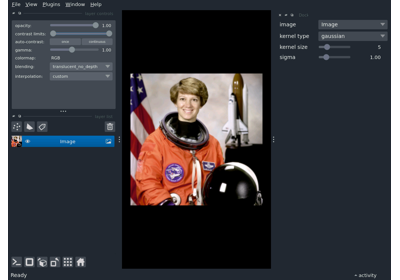 File View Plugins Window Help
opacity: 1.00
contrast limits:
auto-contrast: once continuous
gamma: 1.00
colormap: RGB
blending: translucent_no_depth
interpolation: custom
Image
image Image
kernel type gaussian
kernel size 5
sigma 1.00
Ready
activity